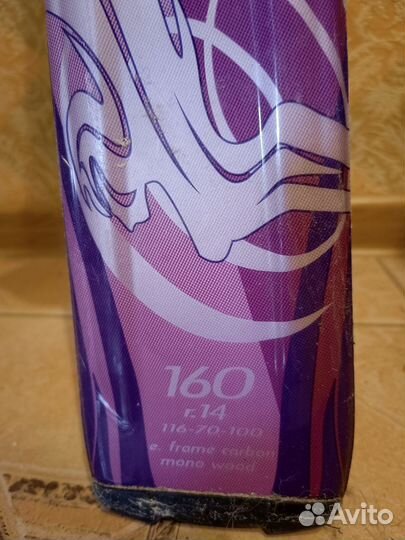 160
r.14
116-70-100
e. frame carbon
mono wood
Avito